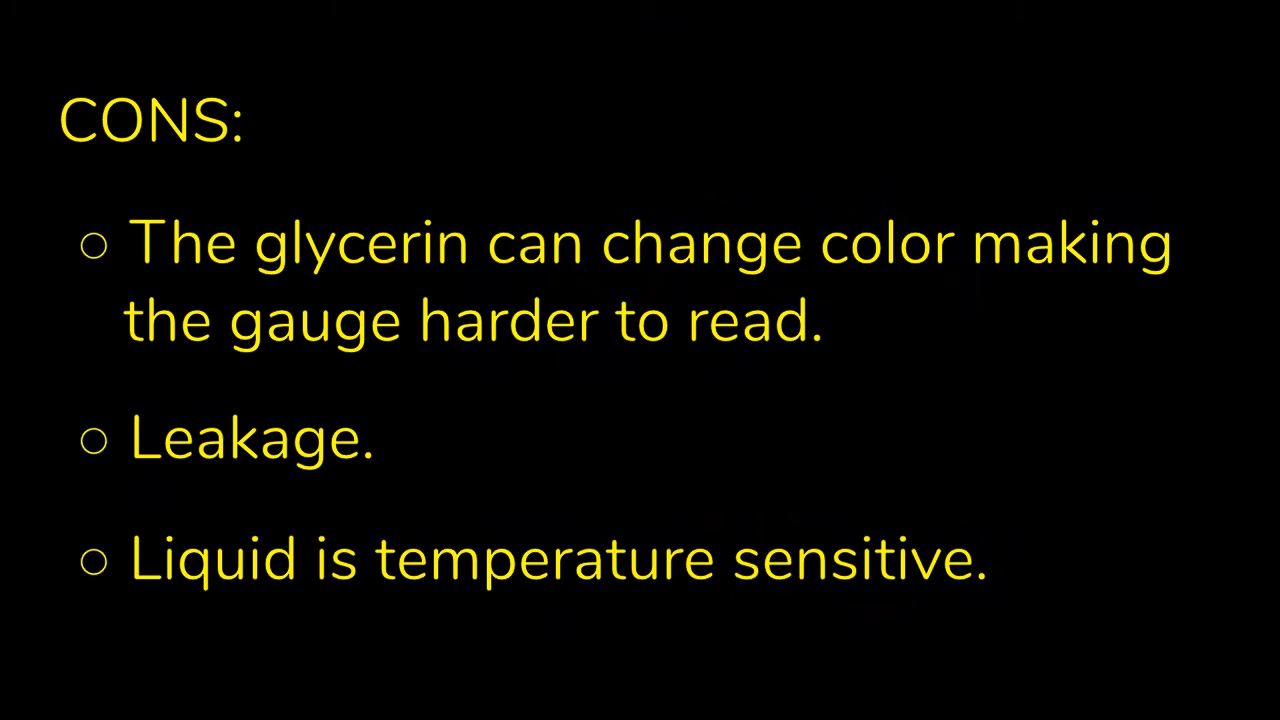 CONS:
○ The glycerin can change color making
the gauge harder to read.
○ Leakage.
○ Liquid is temperature sensitive.